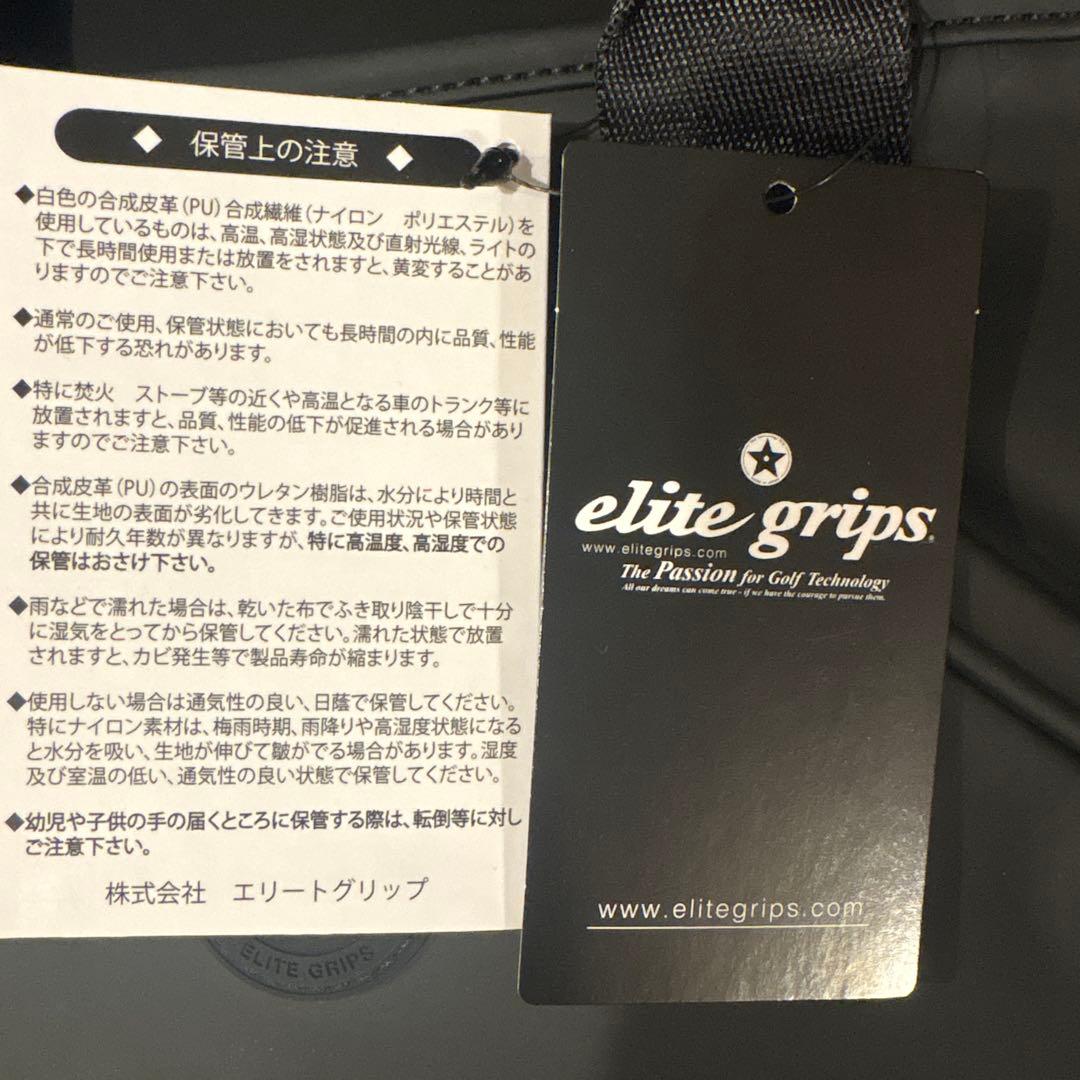 保管上の注意
◆白色の合成皮革(PU)合成繊維(ナイロン　ポリエステル)を
使用しているものは、高温、高湿状態及び直射光線、ライトの
下で長時間使用または放置をされますと、黄変することがあ
りますのでご注意下さい。
◆通常のご使用、保管状態においても長時間の内に品質、性能
が低下する恐れがあります。
◆特に焚火　ストーブ等の近くや高温となる車のトランク等に
放置されますと、品質、性能の低下が促進される場合があり
ますのでご注意下さい。
◆合成皮革(PU)の表面のウレタン樹脂は、水分により時間と
共に生地の表面が劣化してきます。ご使用状況や保管状態
により耐久年数が異なりますが、特に高温度、高湿度での
保管はおさけ下さい。
◆雨などで濡れた場合は、乾いた布でふき取り陰干しで十分
に湿気をとってから保管してください。濡れた状態で放置
されますと、カビ発生等で製品寿命が縮まります。
◆使用しない場合は通気性の良い、日蔭で保管してください。
特にナイロン素材は、梅雨時期、雨降りや高湿度状態になる
と水分を吸い、生地が伸びて皺がでる場合があります。湿度
及び室温の低い、通気性の良い状態で保管してください。
◆幼児や子供の手の届くところに保管する際は、転倒等に対し
ご注意下さい。
株式会社　エリートグリップ
ELITE GRIPS
elite grips®
www.elitegrips.com
The Passion for Golf Technology
All our dreams can come true - if we have the courage to pursue them.
www.elitegrips.com